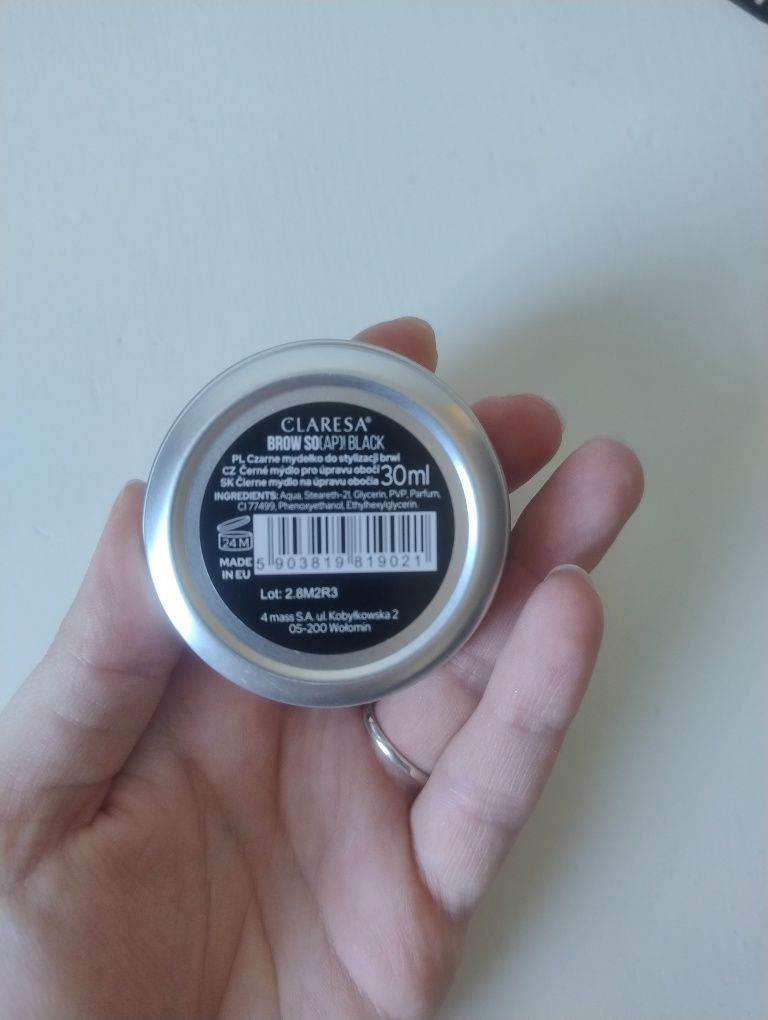 CLARESA®
BROW SO(AP)! BLACK
PL Czarne mydełko do stylizacji brwi
CZ Černé mýdlo pro úpravu obočí
SK Čierne mydlo na úpravu obočia
30ml
INGREDIENTS: Aqua, Steareth-21, Glycerin, PVP, Parfum,
CI 77499, Phenoxyethanol, Ethylhexylglycerin.
24M
MADE
IN EU
5 903819 819021
Lot: 2.8M2R3
4 mass S.A. ul. Kobyłkowska 2
05-200 Wołomin